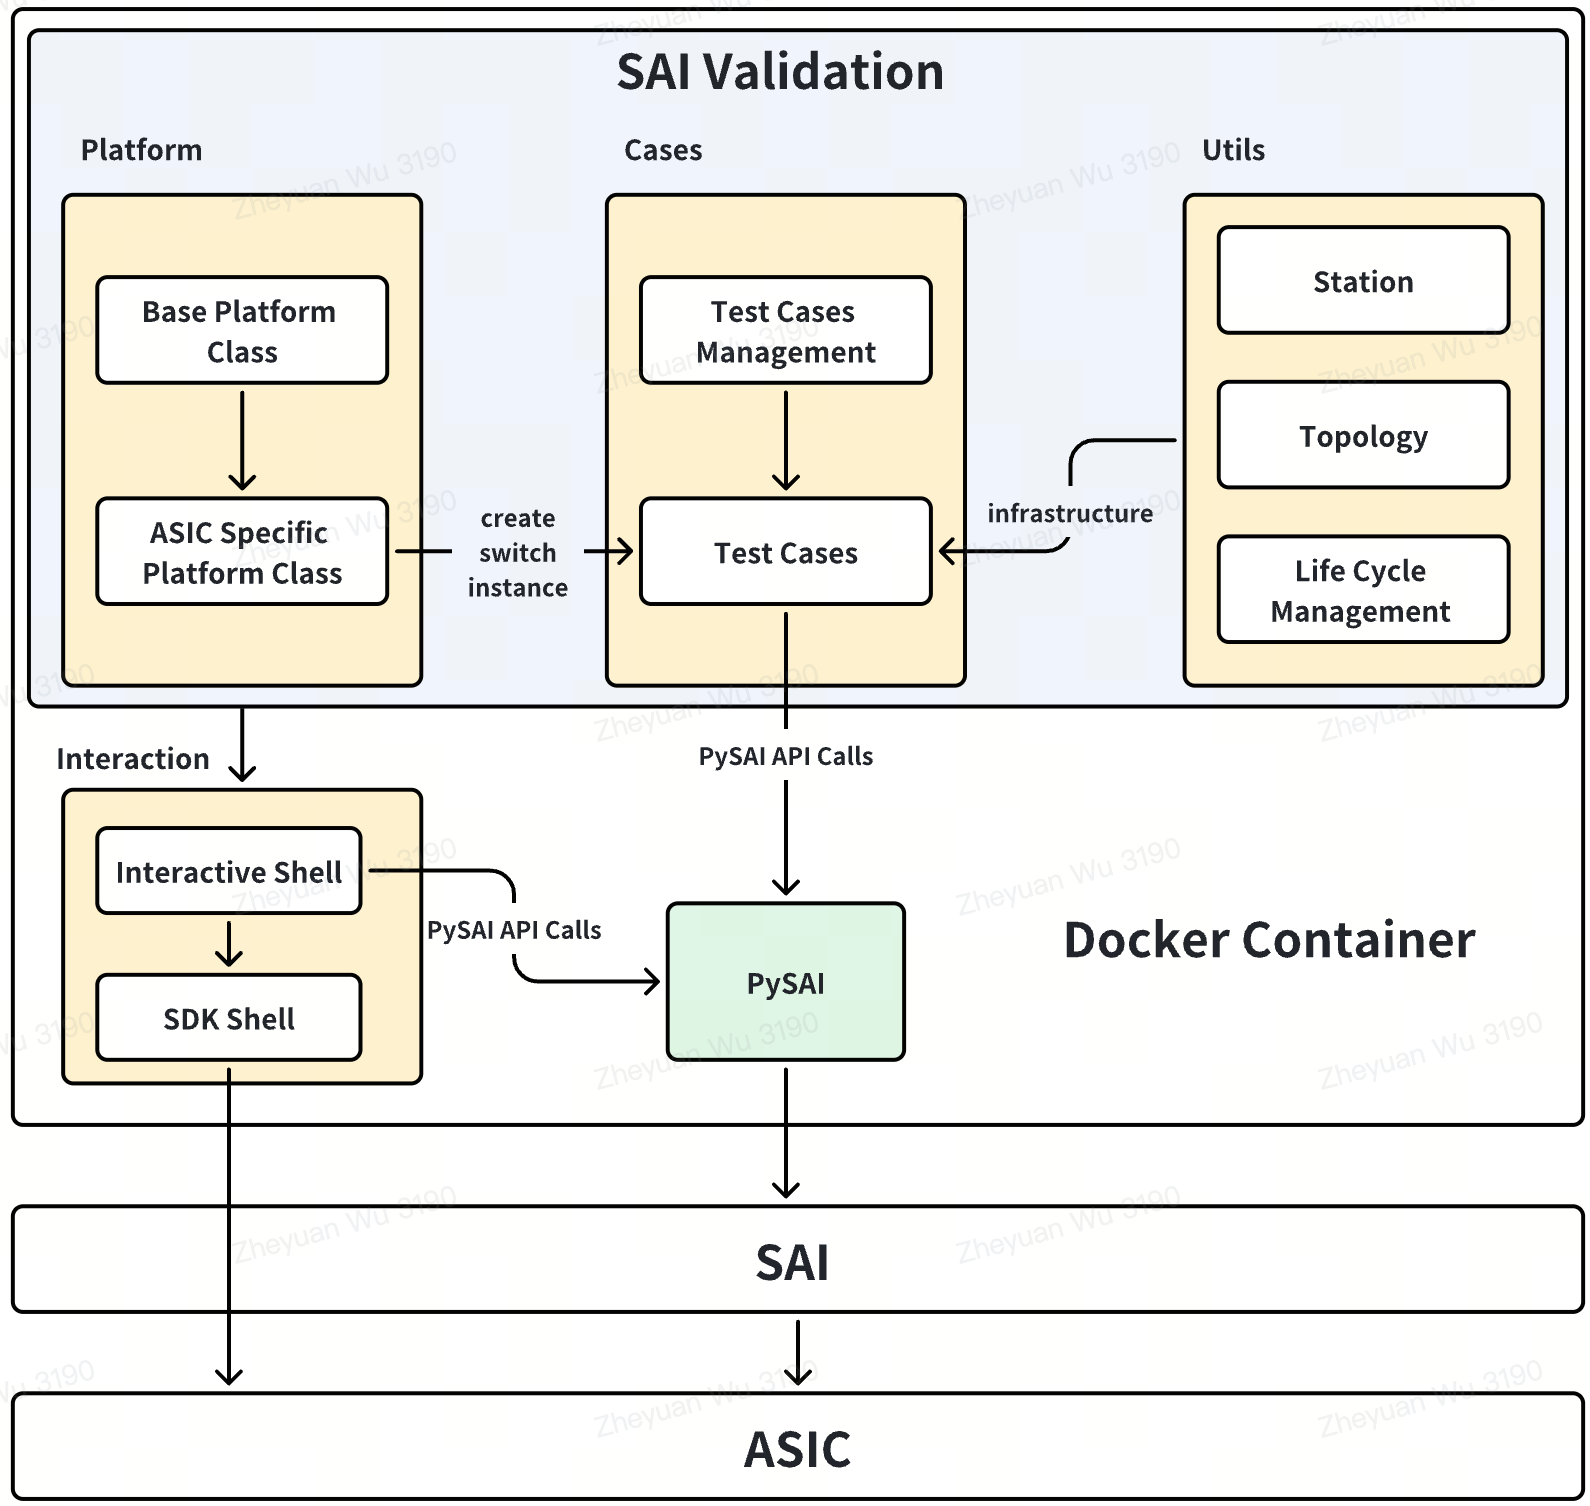 SAI Validation
Platform
Cases
Utils
Base Platform
Class
ASIC Specific
Platform Class
create
switch
instance
Test Cases
Management
Test Cases
infrastructure
Station
Topology
Life Cycle
Management
Interaction
PySAI API Calls
Interactive Shell
SDK Shell
PySAI API Calls
PySAI
Docker Container
SAI
ASIC
Zheyuan Wu 3190